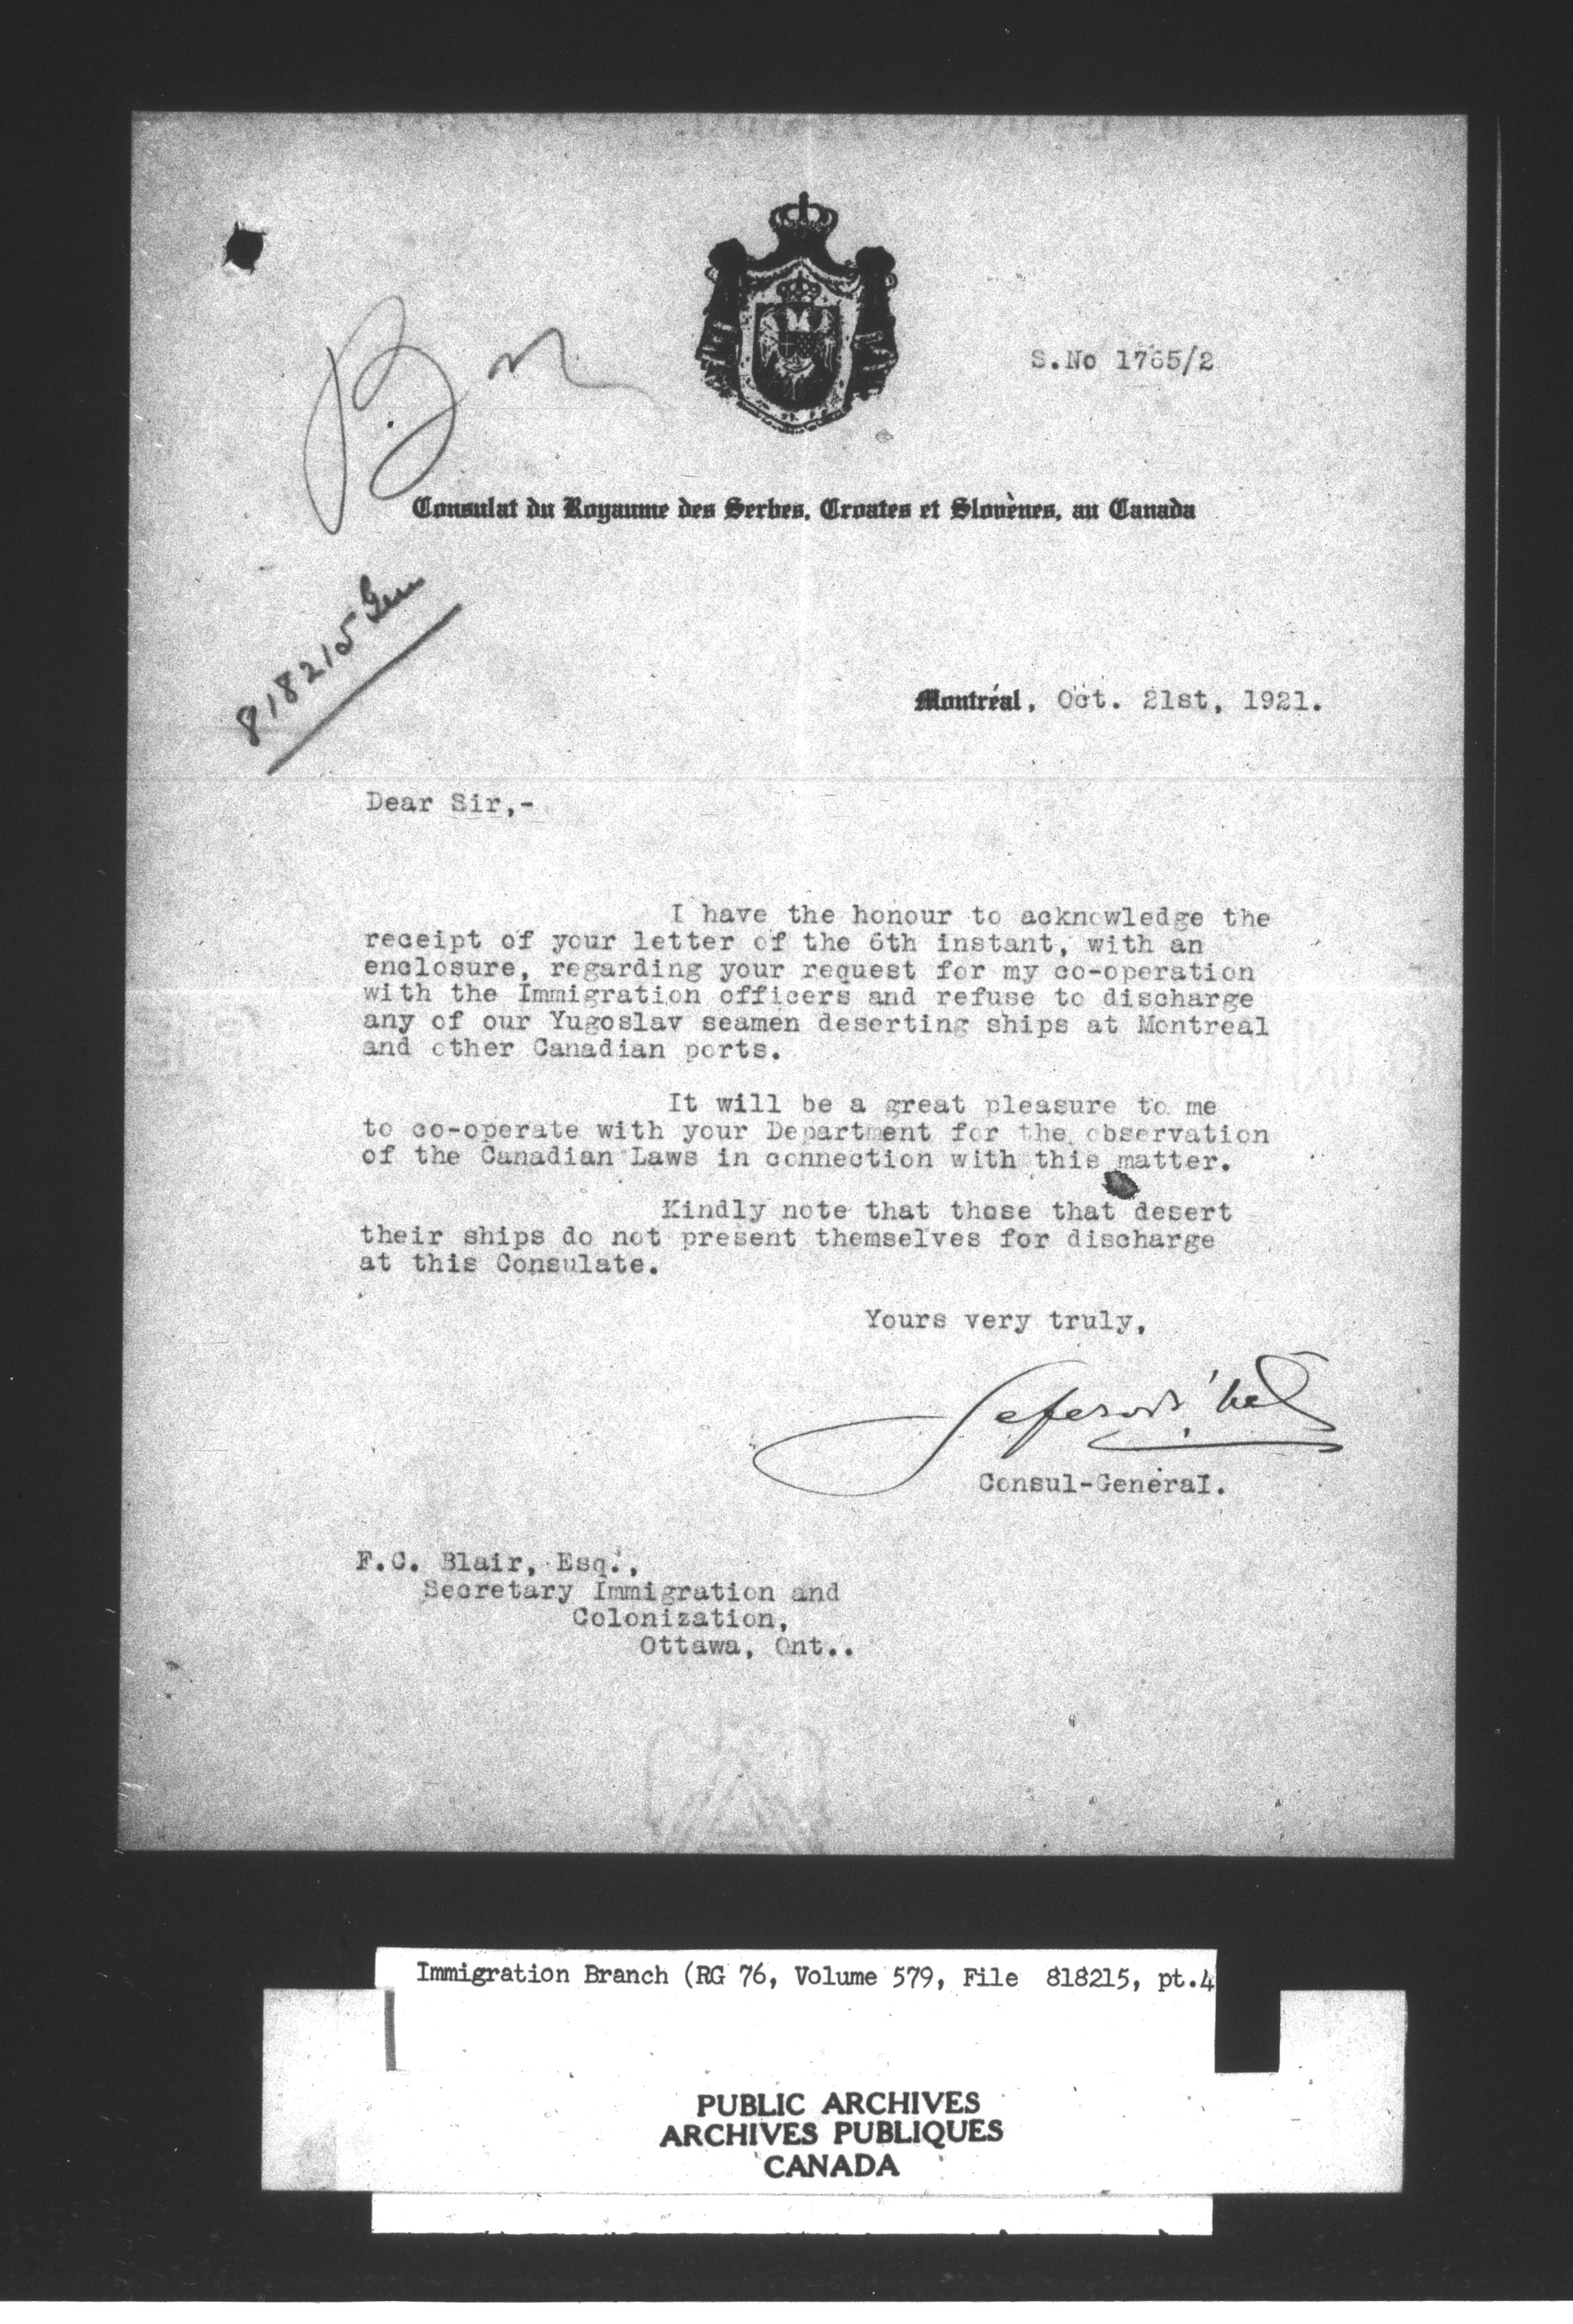 S.No 1765/2
Consulat du Royaume des Serbes, Croates et Slovènes, au Canada
818215 Gen
Montréal, Oct. 21st, 1921.
Dear Sir,-
I have the honour to acknowledge the
receipt of your letter of the 6th instant, with an
enclosure, regarding your request for my co-operation
with the Immigration officers and refuse to discharge
any of our Yugoslav seamen deserting ships at Montreal
and other Canadian ports.
It will be a great pleasure to me
to co-operate with your Department for the observation
of the Canadian Laws in connection with this matter.
Kindly note that those that desert
their ships do not present themselves for discharge
at this Consulate.
Yours very truly,
Consul-General.
F.C. Blair, Esq.,
Secretary Immigration and
Colonization,
Ottawa, Ont..
Immigration Branch (RG 76, Volume 579, File 818215, pt.4
PUBLIC ARCHIVES
ARCHIVES PUBLIQUES
CANADA